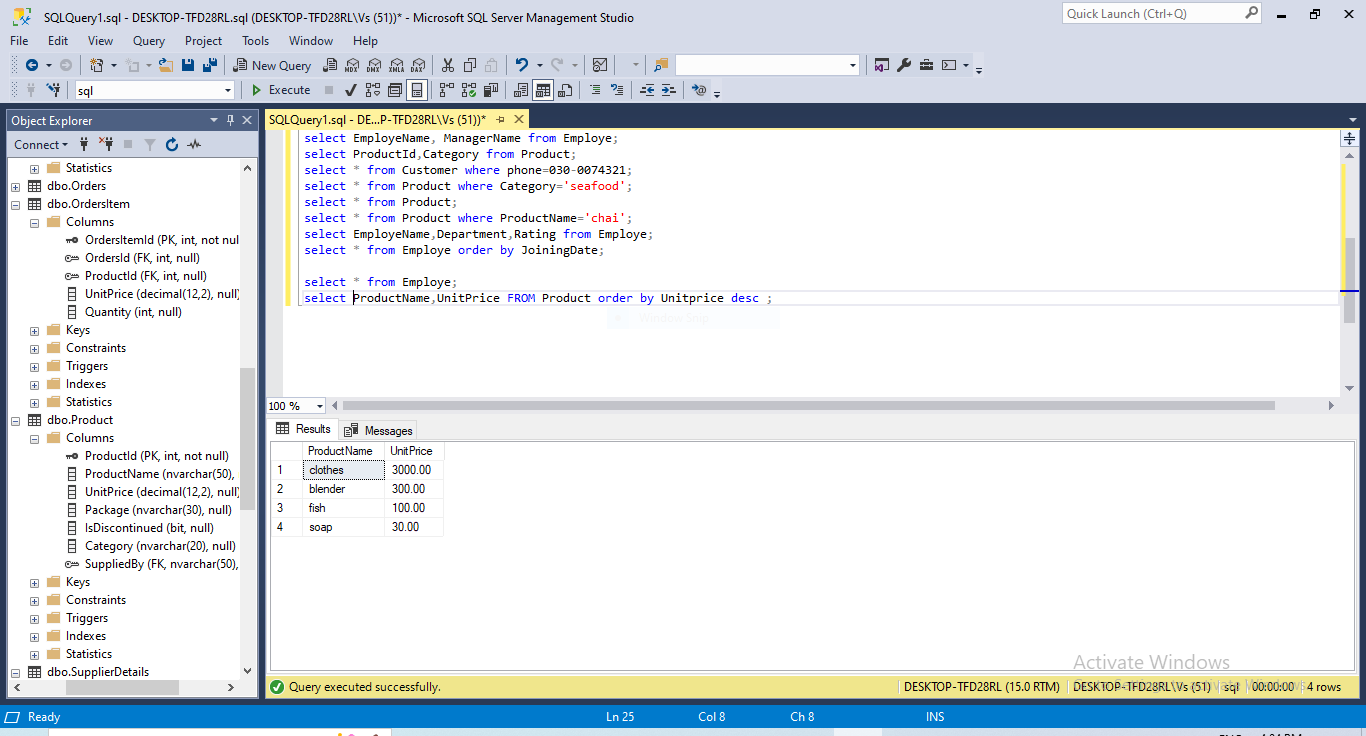 SQLQuery1.sql - DESKTOP-TFD28RL.sql (DESKTOP-TFD28RL\Vs (51))* - Microsoft SQL Server Management Studio
Quick Launch (Ctrl+Q)
File Edit View Query Project Tools Window Help
New Query MDX DMX XMLA DAX
sql Execute
Object Explorer
SQLQuery1.sql - DE...P-TFD28RL\Vs (51))*
Connect
Statistics
dbo.Orders
dbo.OrdersItem
Columns
OrdersItemId (PK, int, not nul
OrdersId (FK, int, null)
ProductId (FK, int, null)
UnitPrice (decimal(12,2), null)
Quantity (int, null)
Keys
Constraints
Triggers
Indexes
Statistics
dbo.Product
Columns
ProductId (PK, int, not null)
ProductName (nvarchar(50),
UnitPrice (decimal(12,2), null)
Package (nvarchar(30), null)
IsDiscontinued (bit, null)
Category (nvarchar(20), null)
SuppliedBy (FK, nvarchar(50),
Keys
Constraints
Triggers
Indexes
Statistics
dbo.SupplierDetails
select EmployeName, ManagerName from Employe;
select ProductId,Category from Product;
select * from Customer where phone=030-0074321;
select * from Product where Category='seafood';
select * from Product;
select * from Product where ProductName='chai';
select EmployeName,Department,Rating from Employe;
select * from Employe order by JoiningDate;
select * from Employe;
select ProductName,UnitPrice FROM Product order by Unitprice desc ;
100 %
Results Messages
ProductName UnitPrice
1 clothes 3000.00
2 blender 300.00
3 fish 100.00
4 soap 30.00
Activate Windows
Query executed successfully. DESKTOP-TFD28RL (15.0 RTM) DESKTOP-TFD28RL\Vs (51) sql 00:00:00 4 rows
Ready Ln 25 Col 8 Ch 8 INS